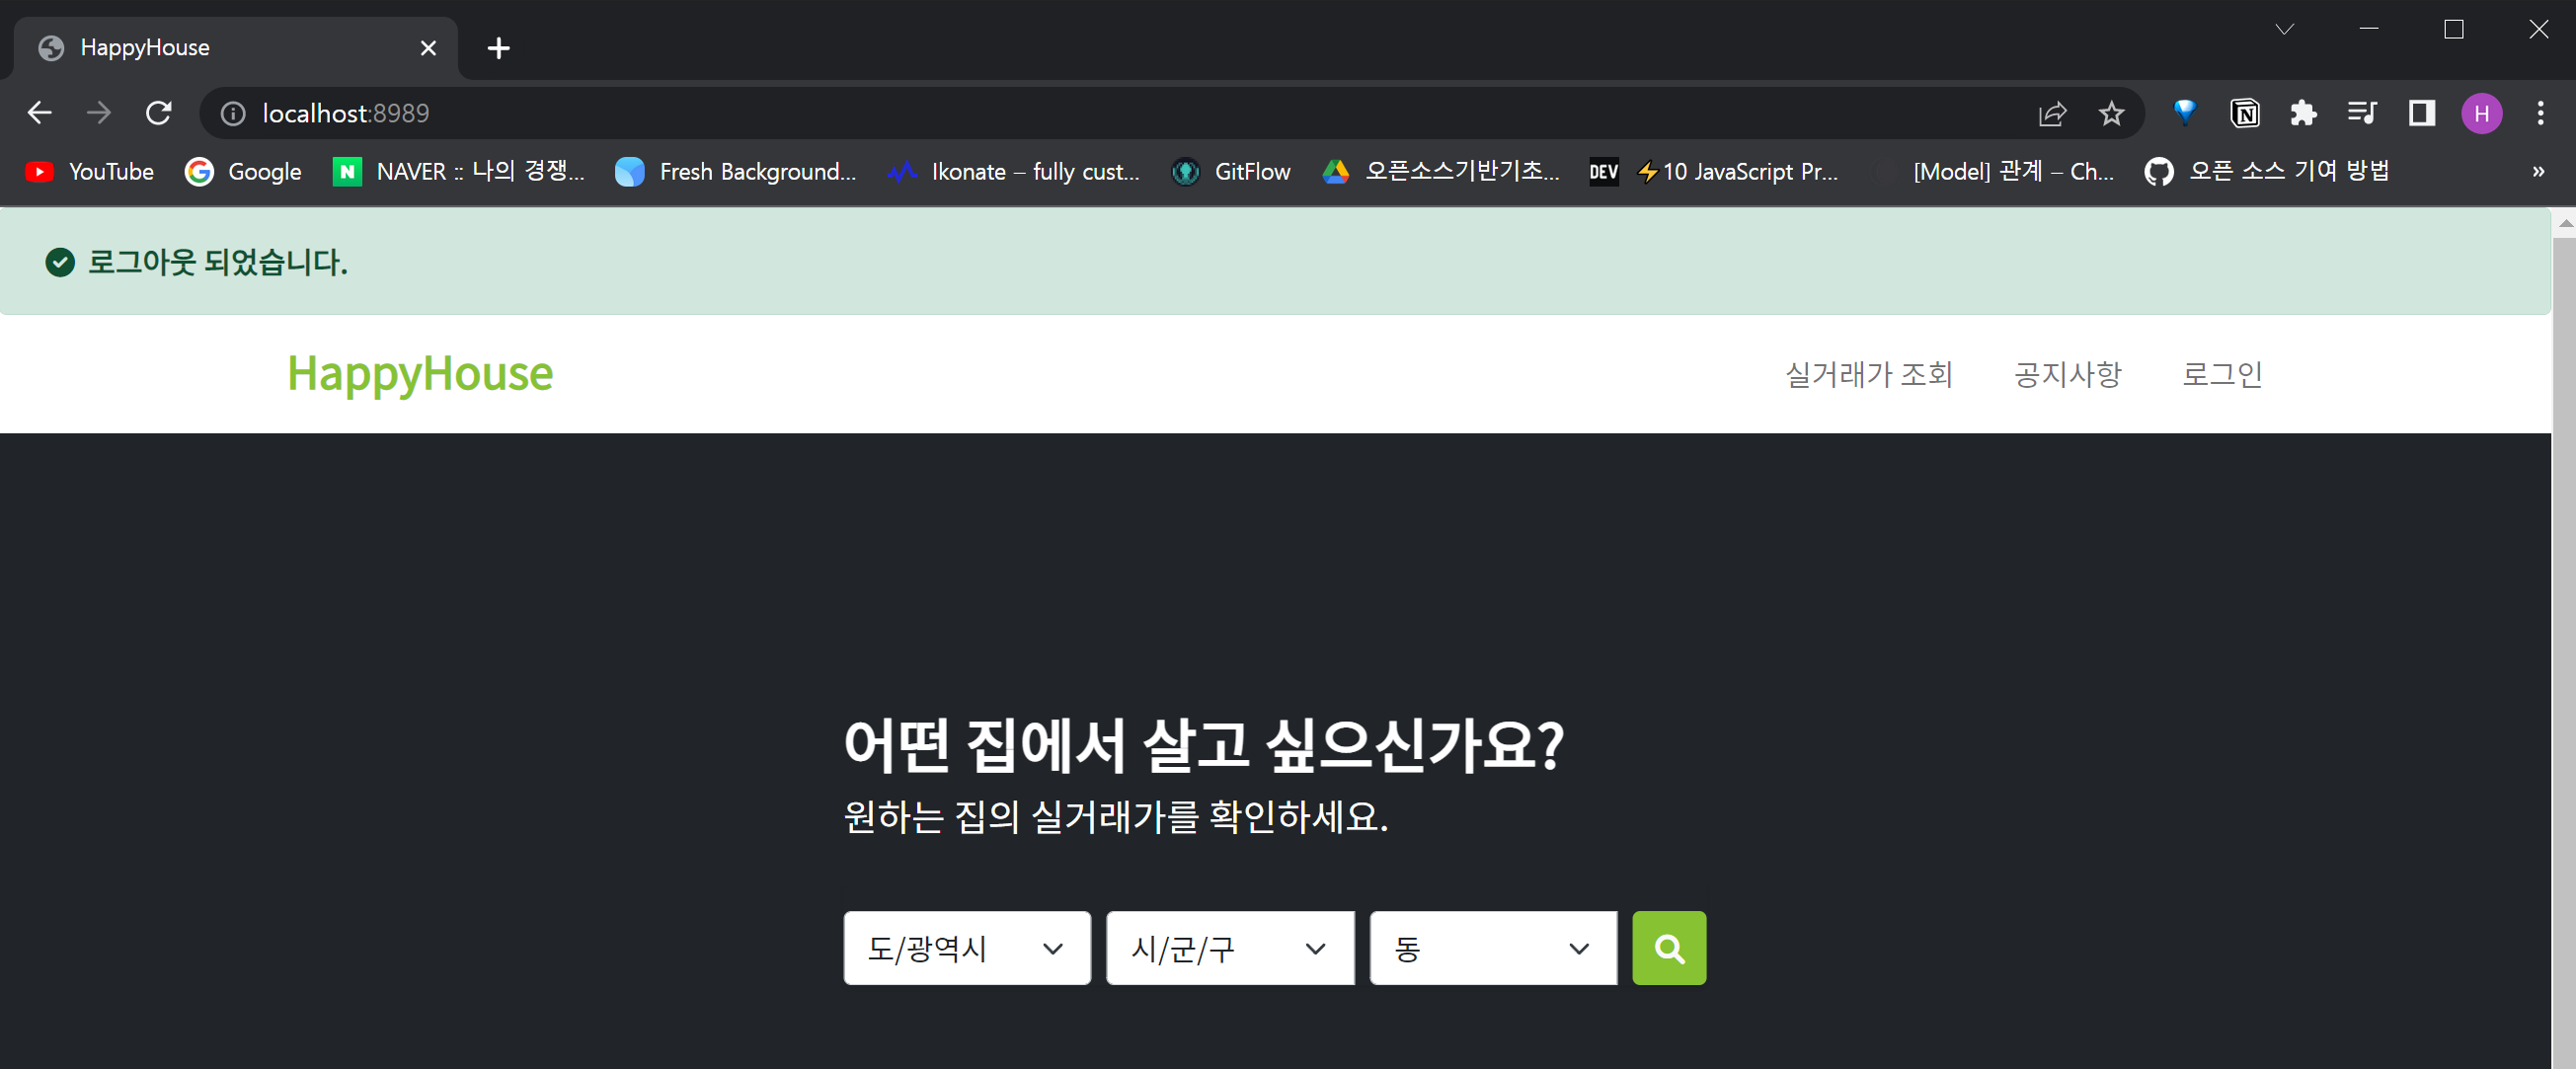 HappyHouse
localhost:8989
H
YouTube
Google
NAVER :: 나의 경쟁...
Fresh Background...
Ikonate – fully cust...
GitFlow
오픈소스기반기초...
DEV ⚡10 JavaScript Pr...
[Model] 관계 – Ch...
오픈 소스 기여 방법
»
로그아웃 되었습니다.
HappyHouse
실거래가 조회
공지사항
로그인
어떤 집에서 살고 싶으신가요?
원하는 집의 실거래가를 확인하세요.
도/광역시
시/군/구
동